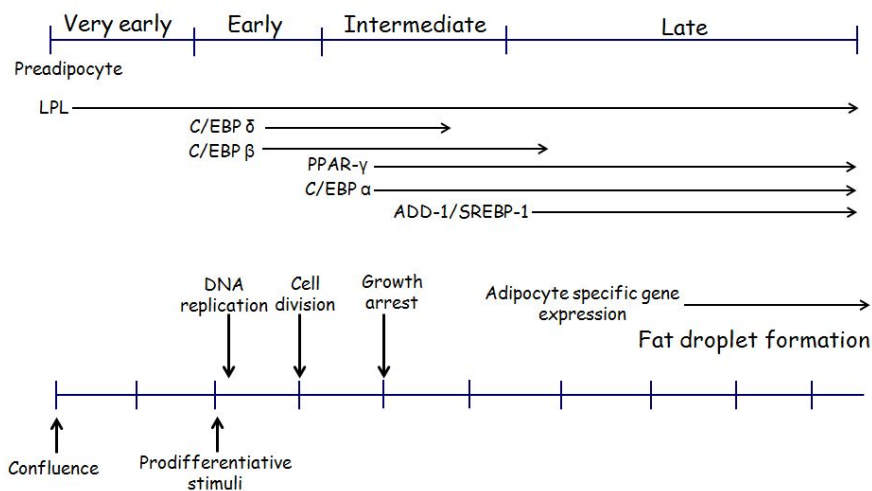 Very early Early Intermediate Late
Preadipocyte
LPL
C/EBP δ
C/EBP β
PPAR-γ
C/EBP α
ADD-1/SREBP-1
DNA
replication
Cell
division
Growth
arrest
Adipocyte specific gene
expression
Fat droplet formation
Confluence
Prodifferentiative
stimuli